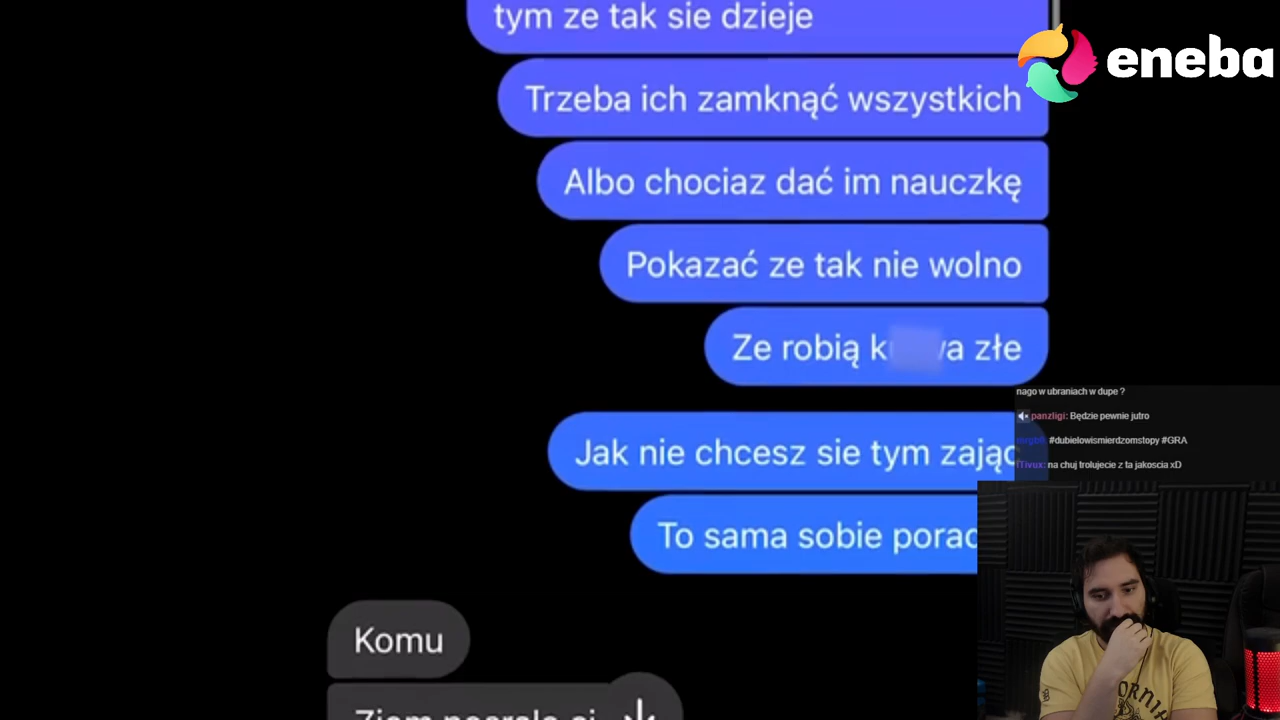 tym ze tak sie dzieje
eneba
Trzeba ich zamknąć wszystkich
Albo chociaz dać im nauczkę
Pokazać ze tak nie wolno
Ze robią k a złe
nago w ubraniach w dupe ?
panzligi: Będzie pewnie jutro
#dubielowismierdzomstopy #GRA
Tivux: na chuj trolujecie z ta jakoscia xD
Jak nie chcesz sie tym zając
To sama sobie porad
Komu